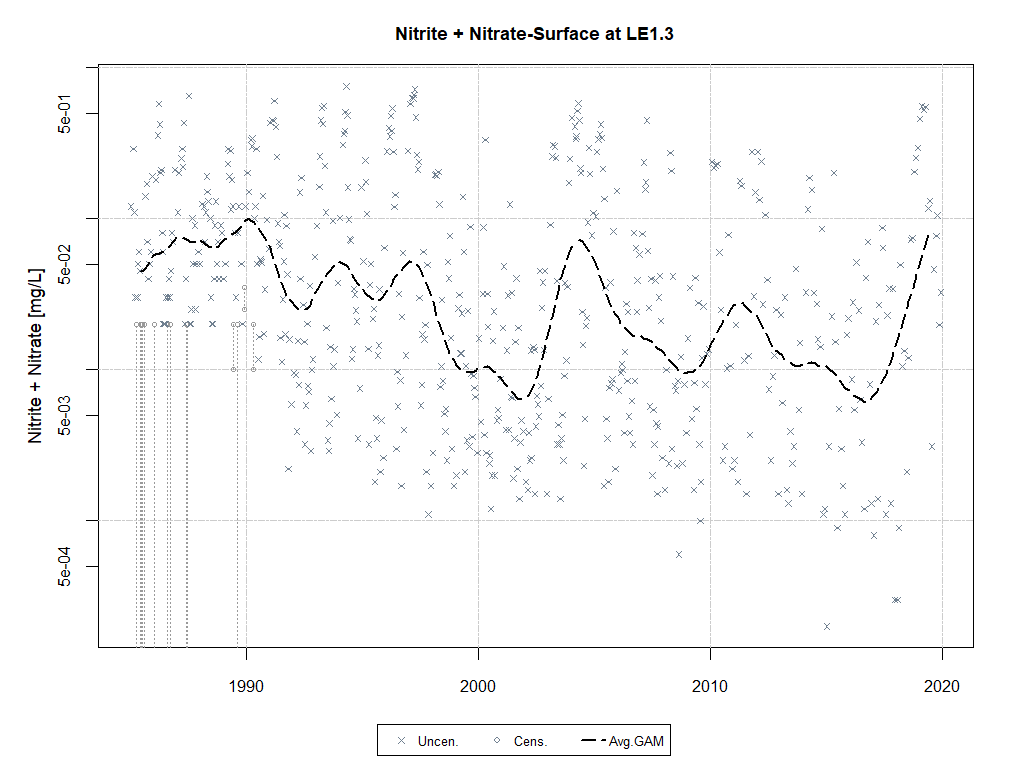 Nitrite + Nitrate-Surface at LE1.3
Nitrite + Nitrate [mg/L]
5e-01
5e-02
5e-03
5e-04
1990 2000 2010 2020
Uncen. Cens. Avg.GAM